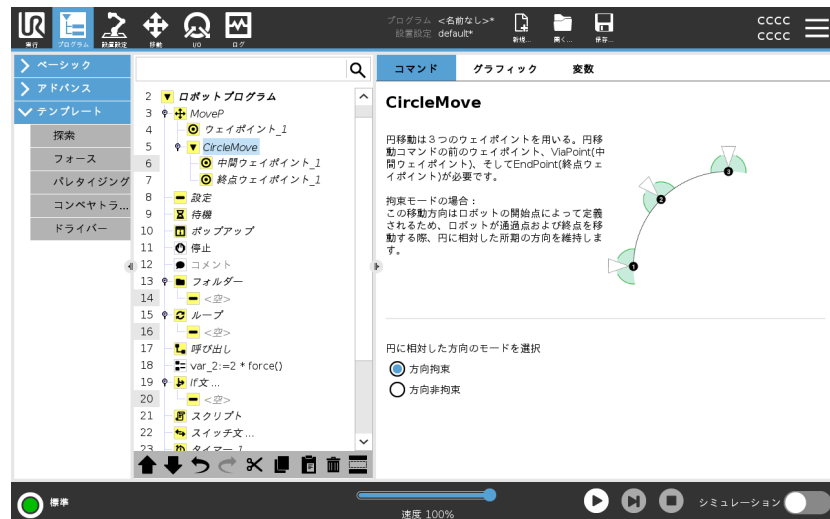 UR
実行
プログラム
設置設定
移動
I/O
ログ
プログラム <名前なし>*
設置設定 default*
新規...
開く...
保存...
cccc
cccc
ベーシック
アドバンス
テンプレート
探索
フォース
パレタイジング
コンベヤトラ...
ドライバー
2 ロボットプログラム
3 MoveP
4 ウェイポイント_1
5 CircleMove
6 中間ウェイポイント_1
7 終点ウェイポイント_1
8 設定
9 待機
10 ポップアップ
11 停止
12 コメント
13 フォルダー
14 <空>
15 ループ
16 <空>
17 呼び出し
18 var_2:=2 * force()
19 If文 ...
20 <空>
21 スクリプト
22 スイッチ文 ...
23 タイマー_1
コマンド グラフィック 変数
CircleMove
円移動は３つのウェイポイントを用いる。円移
動コマンドの前のウェイポイント、ViaPoint(中
間ウェイポイント)、そしてEndPoint(終点ウェ
イポイント)が必要です。
拘束モードの場合：
この移動方向はロボットの開始点によって定義
されるため、ロボットが通過点および終点を移
動する際、円に相対した所期の方向を維持しま
す。
1
2
3
円に相対した方向のモードを選択
方向拘束
方向非拘束
標準
速度 100%
シミュレーション